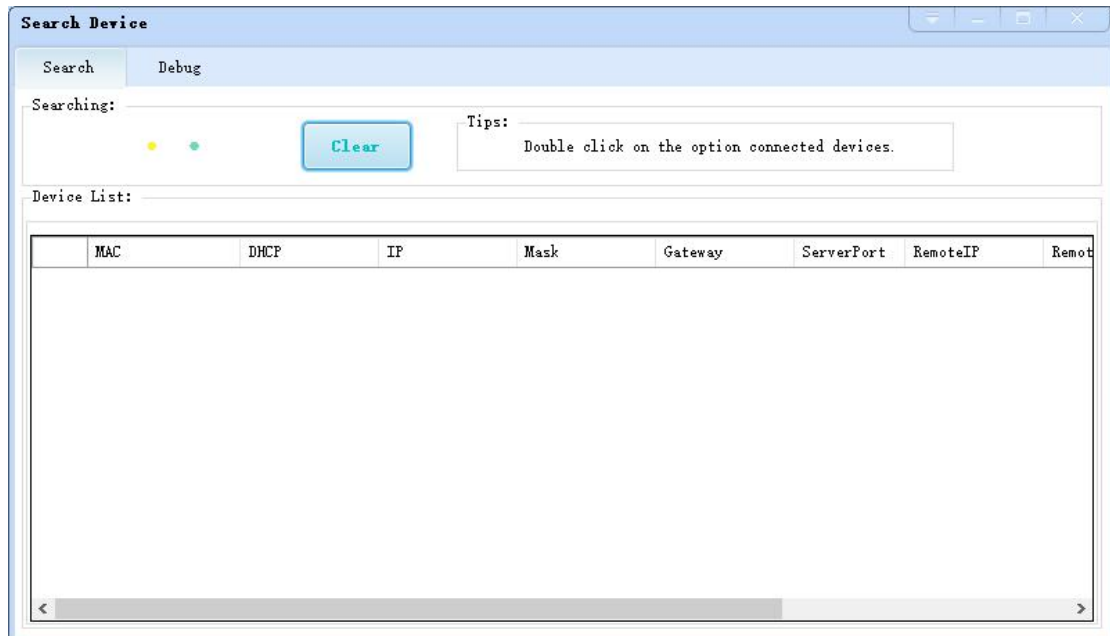 Search Device
Search Debug
Searching:
Clear
Tips:
Double click on the option connected devices.
Device List:
MAC DHCP IP Mask Gateway ServerPort RemoteIP Remot